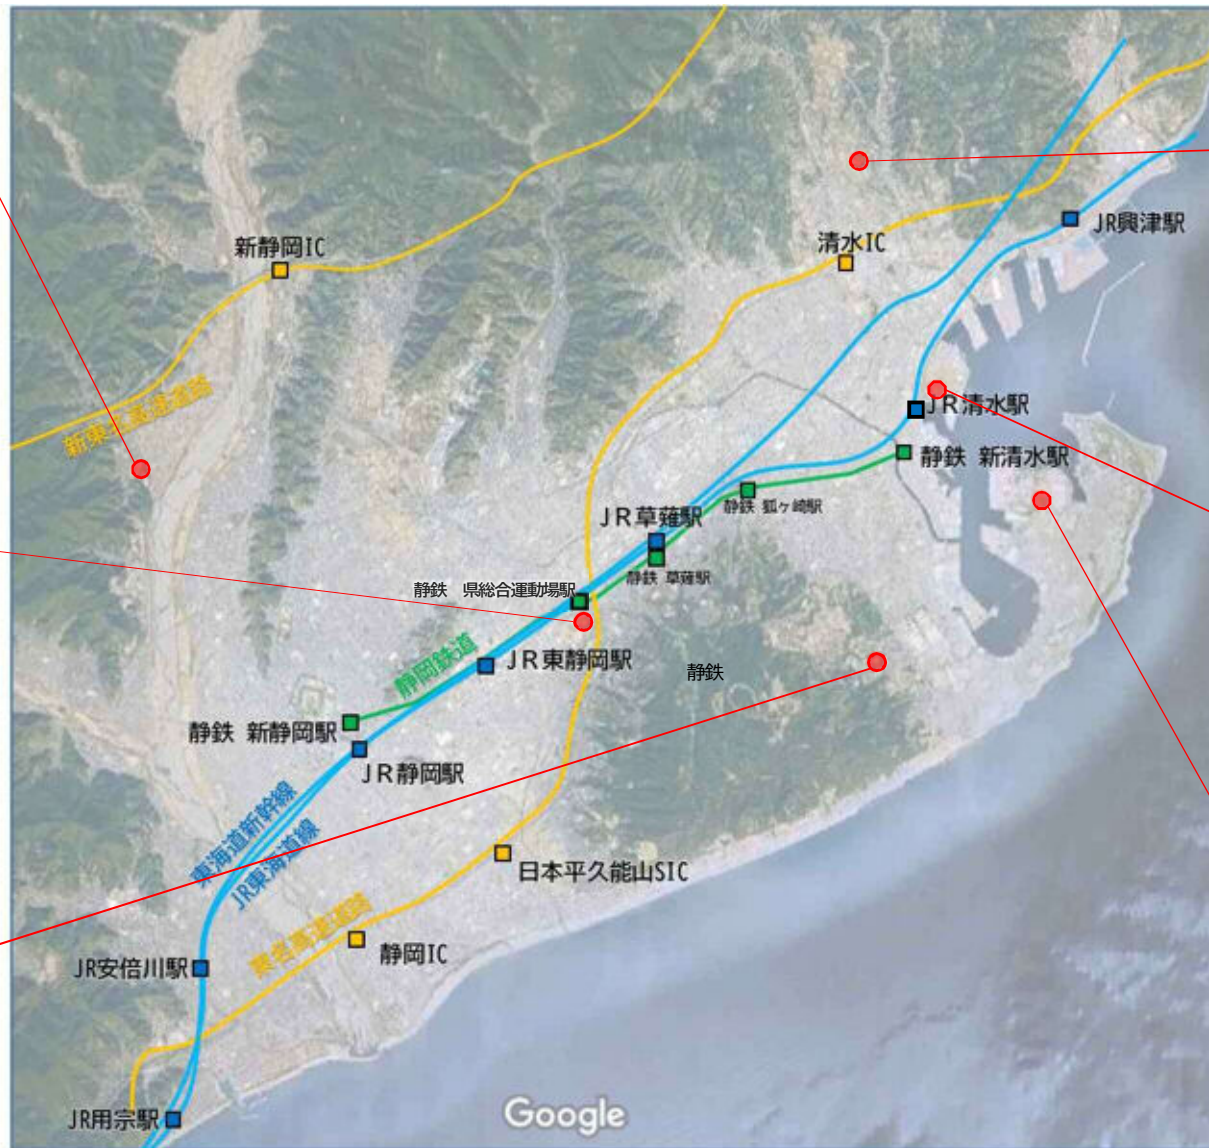 JR興津駅
清水IC
新静岡IC
新東名高速道路
JR清水駅
静鉄 新清水駅
静鉄 狐ヶ崎駅
JR草薙駅
静鉄 草薙駅
静鉄 県総合運動場駅
静岡鉄道
JR東静岡駅
静鉄
静鉄 新静岡駅
JR静岡駅
東海道新幹線
JR東海道線
日本平久能山SIC
東名高速道路
静岡IC
JR安倍川駅
JR用宗駅
Google